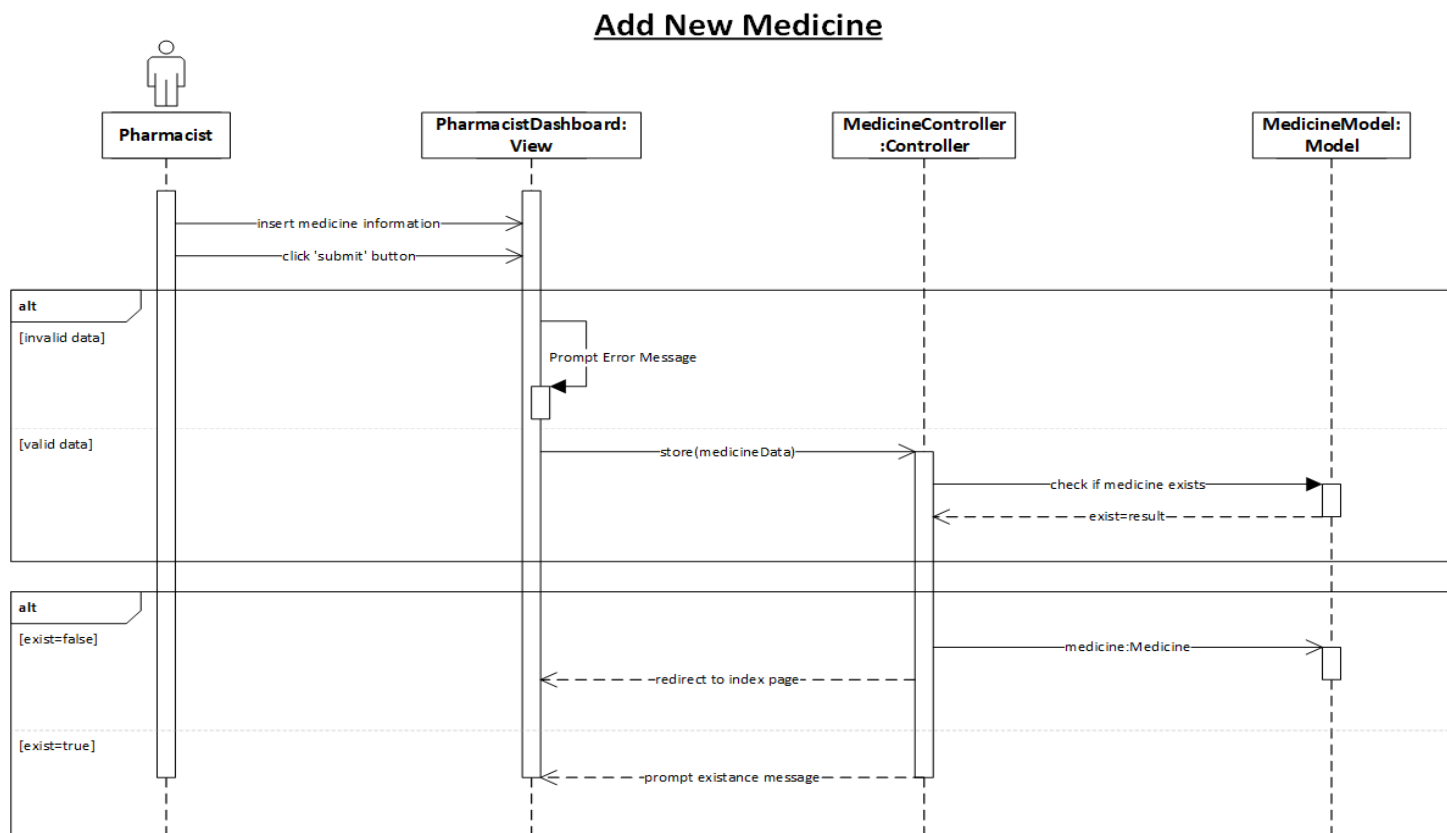 Add New Medicine
Pharmacist
PharmacistDashboard:
View
MedicineController
:Controller
MedicineModel:
Model
insert medicine information
click 'submit' button
alt
[invalid data]
Prompt Error Message
[valid data]
store(medicineData)
check if medicine exists
exist=result
alt
[exist=false]
medicine:Medicine
redirect to index page
[exist=true]
prompt existance message